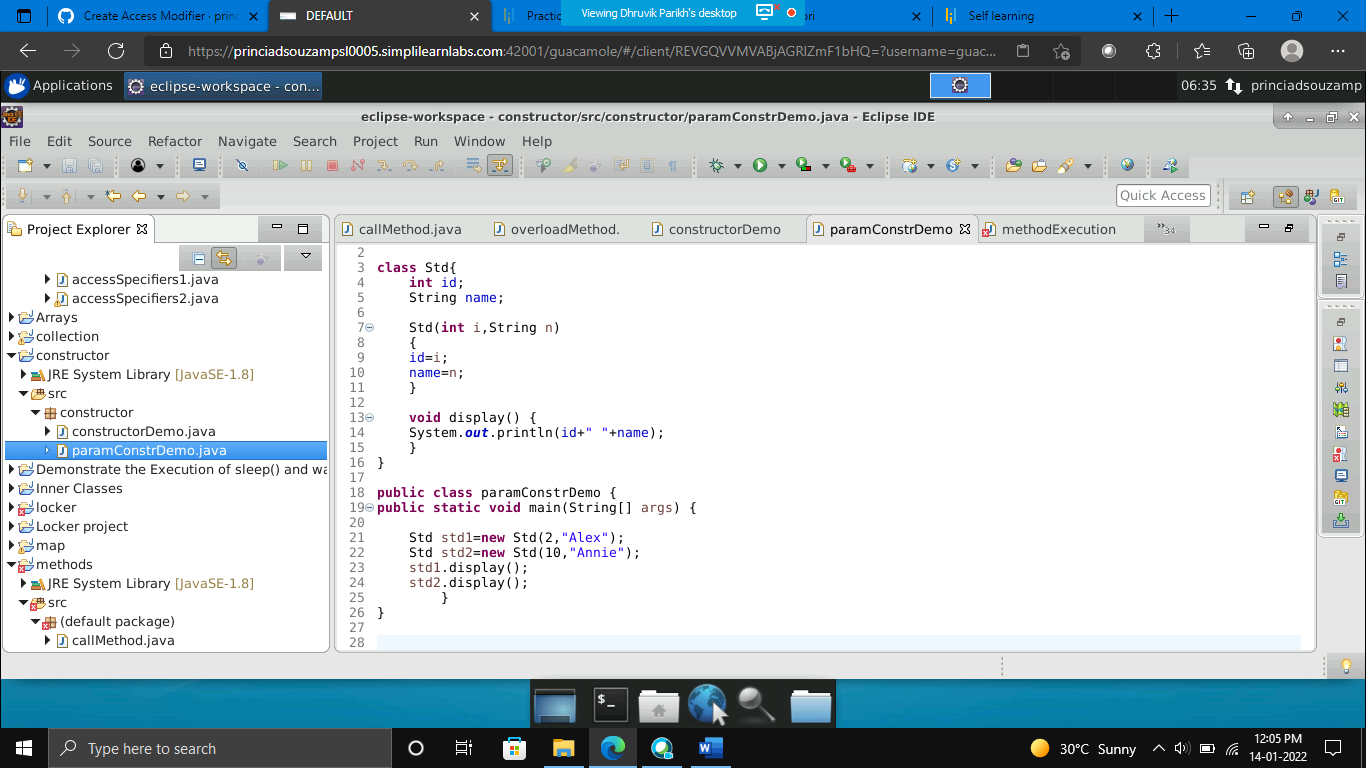 Create Access Modifier · princ
DEFAULT
Practic
Viewing Dhruvik Parikh's desktop
ori
Self learning
https://princiadsouzampsl0005.simplilearnlabs.com:42001/guacamole/#/client/REVGQVVMVABjAGRlZmF1bHQ=?username=guac...
Applications
eclipse-workspace - con...
06:35
princiadsouzamp
eclipse-workspace - constructor/src/constructor/paramConstrDemo.java - Eclipse IDE
File Edit Source Refactor Navigate Search Project Run Window Help
Quick Access
Project Explorer
callMethod.java
overloadMethod.
constructorDemo
paramConstrDemo
methodExecution
»34
accessSpecifiers1.java
accessSpecifiers2.java
Arrays
collection
constructor
JRE System Library [JavaSE-1.8]
src
constructor
constructorDemo.java
paramConstrDemo.java
Demonstrate the Execution of sleep() and wa
Inner Classes
locker
Locker project
map
methods
JRE System Library [JavaSE-1.8]
src
(default package)
callMethod.java
2
3 class Std{
4 int id;
5 String name;
6
7 Std(int i,String n)
8 {
9 id=i;
10 name=n;
11 }
12
13 void display() {
14 System.out.println(id+" "+name);
15 }
16 }
17
18 public class paramConstrDemo {
19 public static void main(String[] args) {
20
21 Std std1=new Std(2,"Alex");
22 Std std2=new Std(10,"Annie");
23 std1.display();
24 std2.display();
25 }
26 }
27
28
Type here to search
30°C Sunny
12:05 PM
14-01-2022